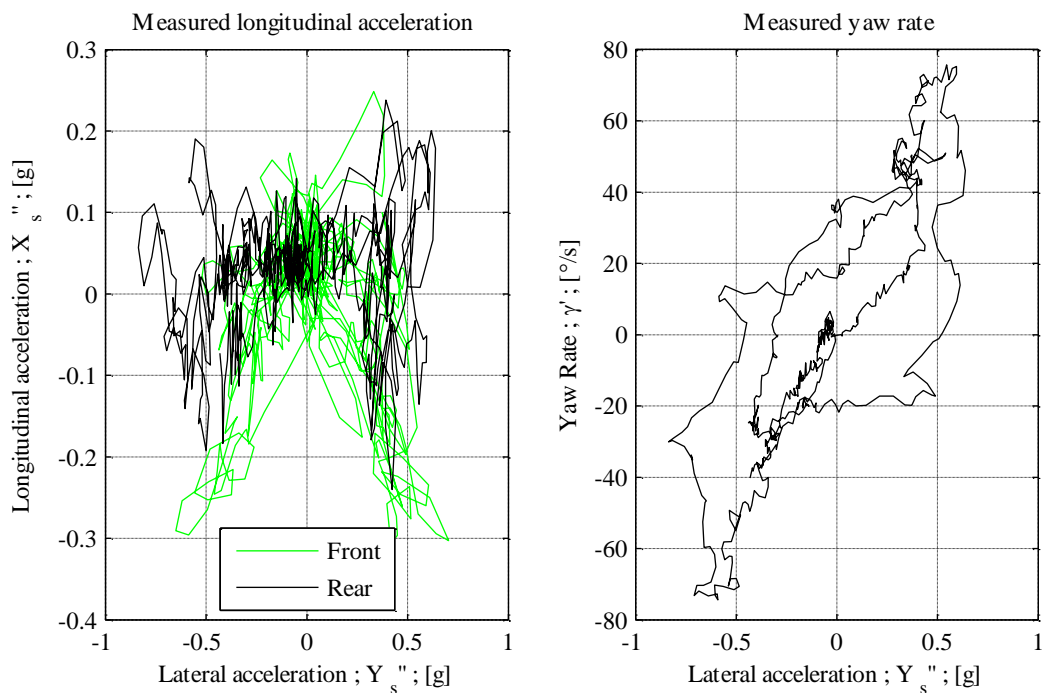 Measured longitudinal acceleration
0.3
0.2
0.1
0
-0.1
-0.2
-0.3
-0.4
-1 -0.5 0 0.5 1
Longitudinal acceleration ; X s'' ; [g]
Lateral acceleration ; Y s'' ; [g]
Front
Rear
Measured yaw rate
80
60
40
20
0
-20
-40
-60
-80
-1 -0.5 0 0.5 1
Yaw Rate ; γ' ; [°/s]
Lateral acceleration ; Y s'' ; [g]